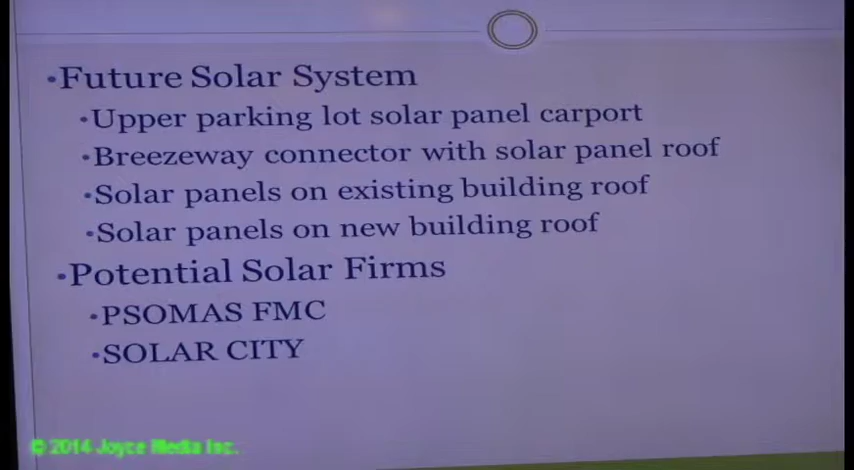 •Future Solar System
•Upper parking lot solar panel carport
•Breezeway connector with solar panel roof
•Solar panels on existing building roof
•Solar panels on new building roof
•Potential Solar Firms
•PSOMAS FMC
•SOLAR CITY
© 2014 Joyce Media Inc.